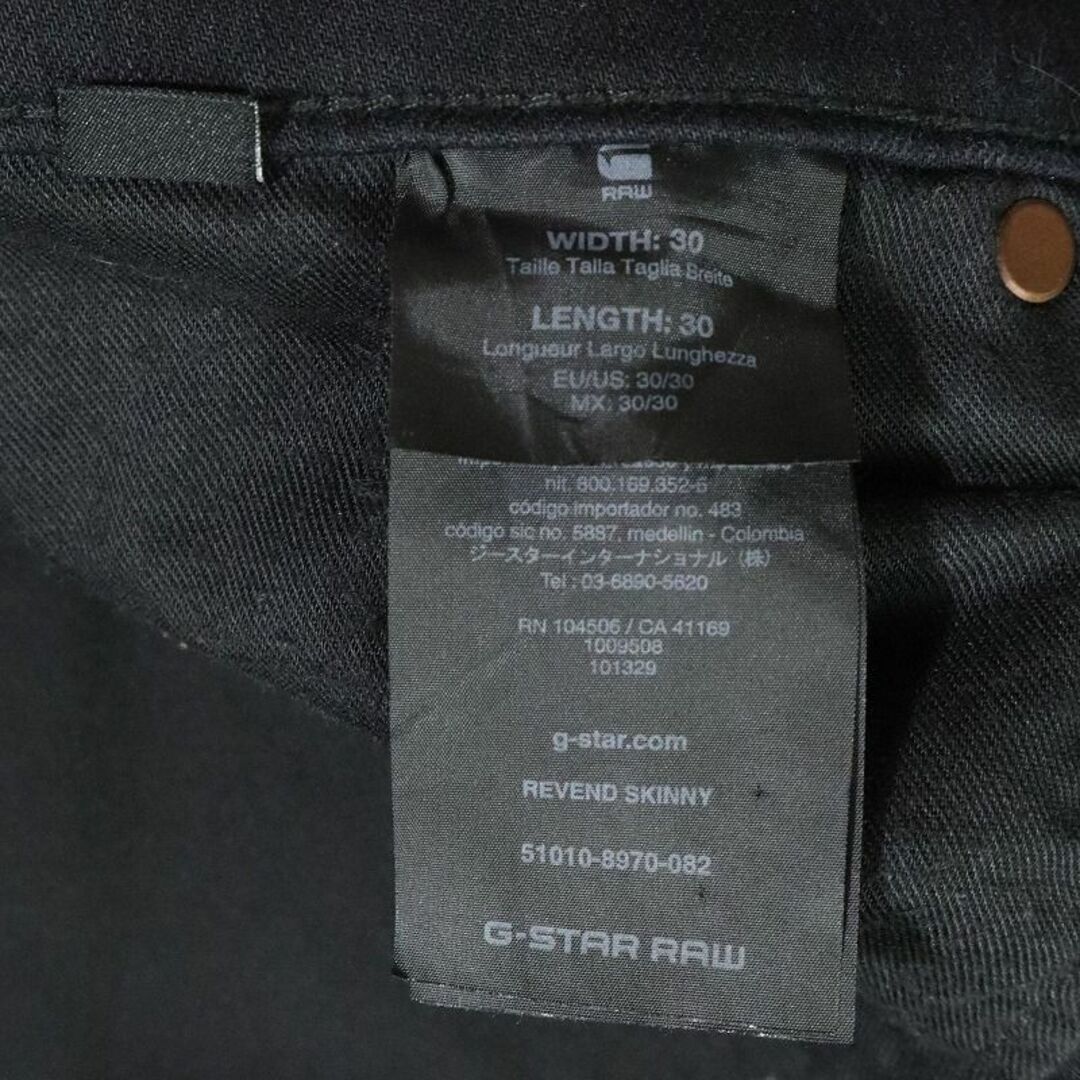 RAW
WIDTH: 30
Taille Talla Taglia Breite
LENGTH: 30
Longueur Largo Lunghezza
EU/US: 30/30
MX: 30/30
nit. 800.169.352-6
código importador no. 483
código sic no. 5887, medellin - Colombia
ジースターインターナショナル（株）
Tel : 03-6890-5620
RN 104506 / CA 41169
1009508
101329
g-star.com
REVEND SKINNY
51010-8970-082
G-STAR RAW